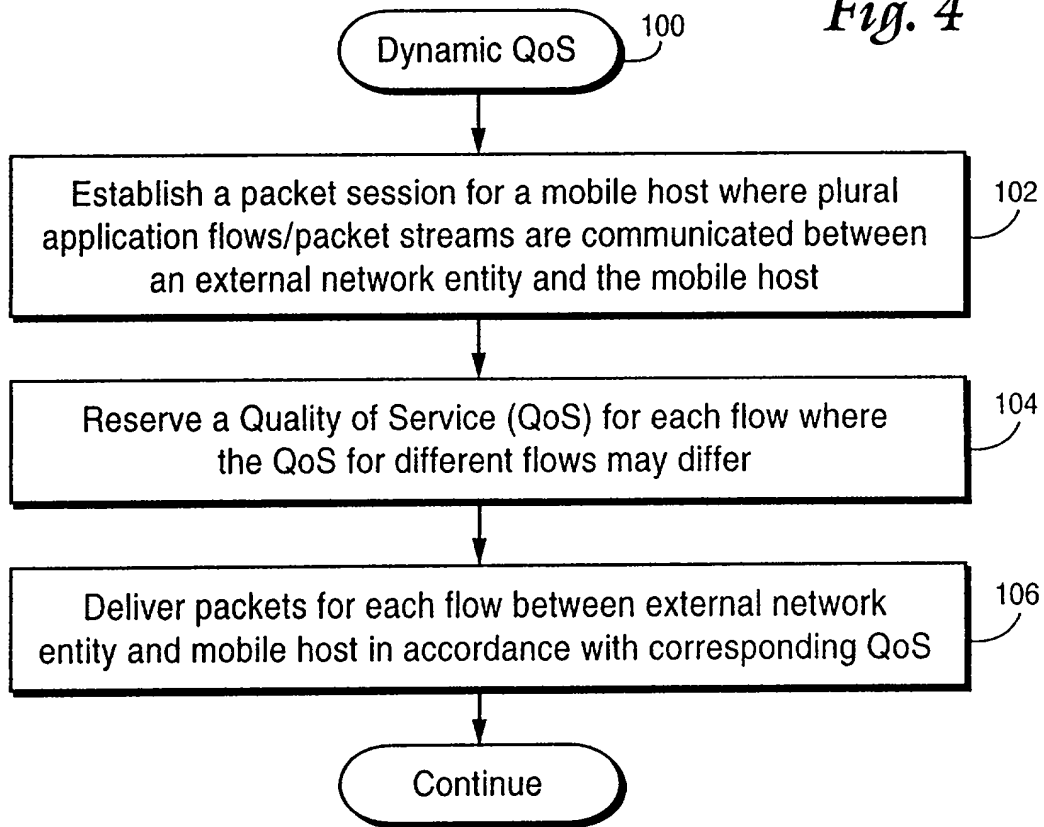 Fig. 4
Dynamic QoS
100
Establish a packet session for a mobile host where plural
application flows/packet streams are communicated between
an external network entity and the mobile host
102
Reserve a Quality of Service (QoS) for each flow where
the QoS for different flows may differ
104
Deliver packets for each flow between external network
entity and mobile host in accordance with corresponding QoS
106
Continue